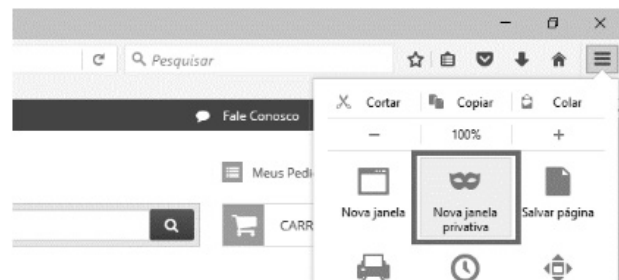 Pesquisar
Fale Conosco
Cortar
Copiar
Colar
100%
Meus Pedi
CARR
Nova janela
Nova janela
privativa
Salvar página